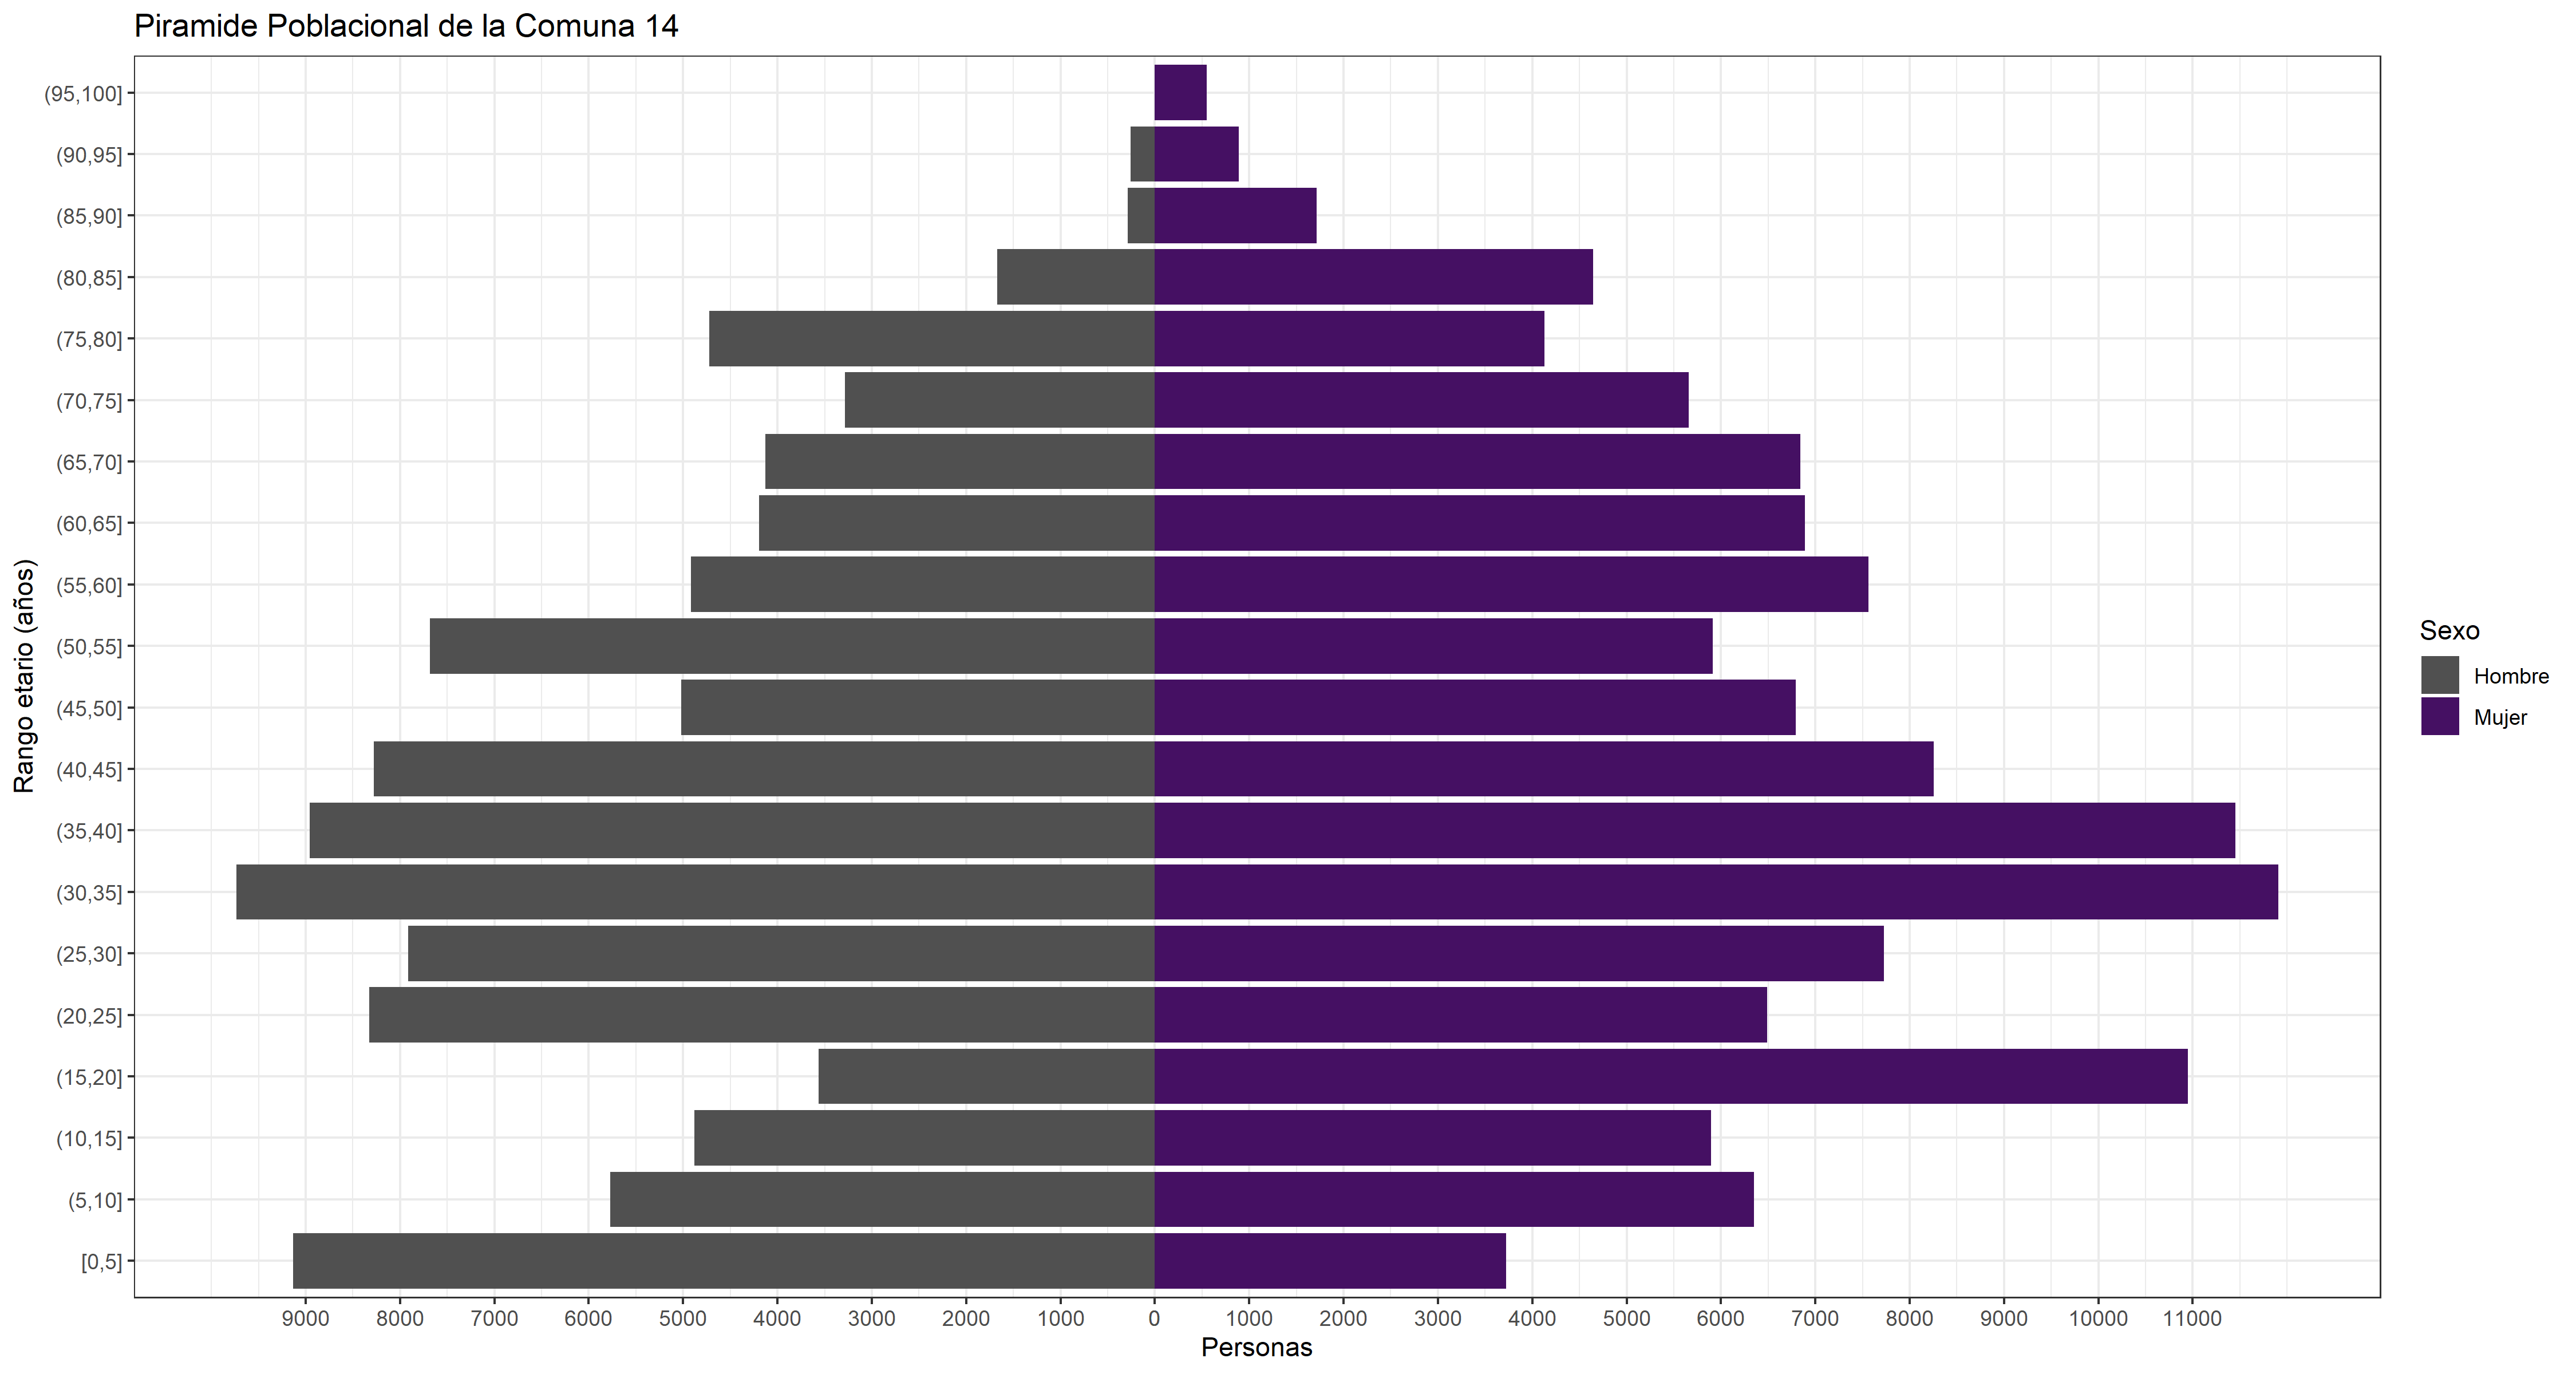 Piramide Poblacional de la Comuna 14
(95,100]
(90,95]
(85,90]
(80,85]
(75,80]
(70,75]
(65,70]
(60,65]
(55,60]
(50,55]
(45,50]
(40,45]
(35,40]
(30,35]
(25,30]
(20,25]
(15,20]
(10,15]
(5,10]
[0,5]
Rango etario (años)
9000 8000 7000 6000 5000 4000 3000 2000 1000 0 1000 2000 3000 4000 5000 6000 7000 8000 9000 10000 11000
Personas
Sexo
Hombre
Mujer